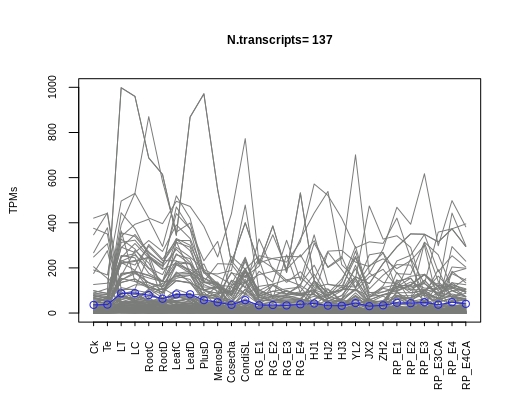 N.transcripts= 137
TPMs
1000
800
600
400
200
0
Ck
Te
LT
LC
RootC
RootD
LeafC
LeafD
PlusD
MenosD
Cosecha
CondiSL
RG_E1
RG_E2
RG_E3
RG_E4
HJ1
HJ2
HJ3
YL2
JX2
ZH2
RP_E1
RP_E2
RP_E3
RP_E3CA
RP_E4
RP_E4CA